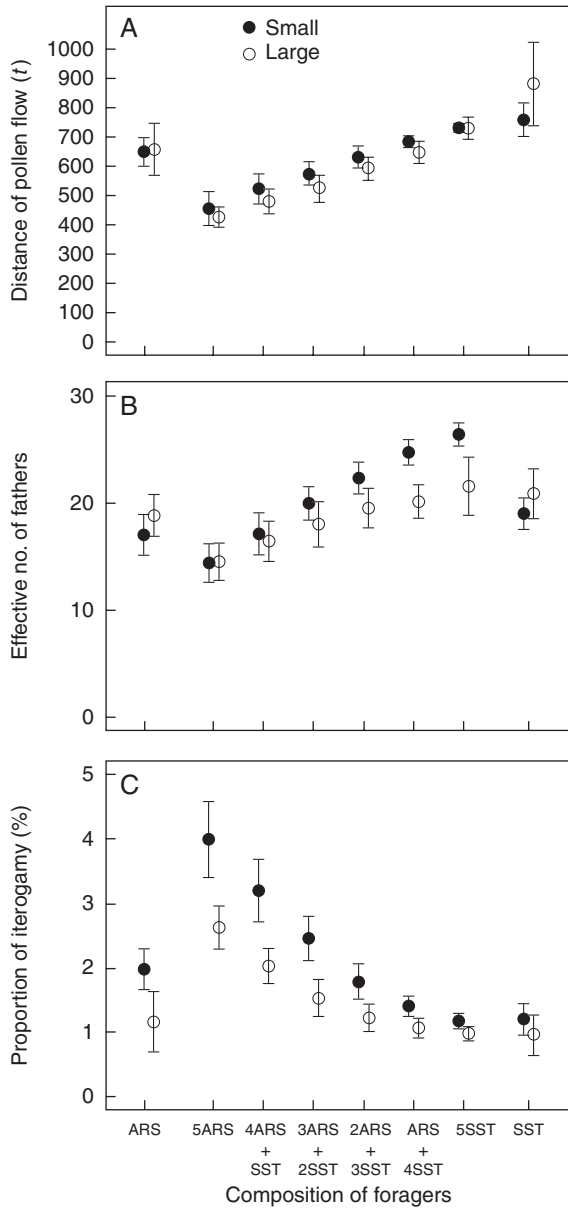 A
Small
Large
Distance of pollen flow (t)
1000
900
800
700
600
500
400
300
200
100
0
B
Effective no. of fathers
30
20
10
0
C
Proportion of iterogamy (%)
5
4
3
2
1
0
ARS 5ARS 4ARS 3ARS 2ARS ARS 5SST SST
+ + + +
SST 2SST 3SST 4SST
Composition of foragers